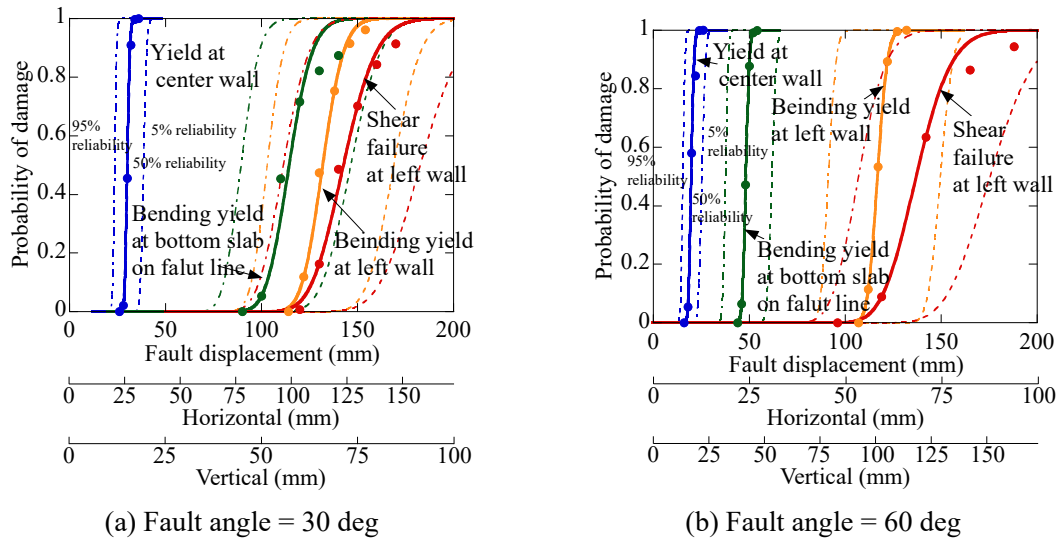 Probability of damage
1
0.8
0.6
0.4
0.2
0
Yield at
center wall
95%
reliability
5% reliability
50% reliability
Shear
failure
at left wall
Bending yield
at bottom slab
on falut line
Beinding yield
at left wall
0 50 100 150 200
Fault displacement (mm)
0 25 50 75 100 125 150
Horizontal (mm)
0 50 100
Vertical (mm)
(a) Fault angle = 30 deg
Probability of damage
1
0.8
0.6
0.4
0.2
0
Yield at
center wall
Beinding yield
at left wall
5%
reliability
95%
reliability
50%
reliability
Shear
failure
at left wall
Bending yield
at bottom slab
on falut line
0 50 100 150 200
Fault displacement (mm)
0 50 100
Horizontal (mm)
0 25 50 75 100 125 150
Vertical (mm)
(b) Fault angle = 60 deg